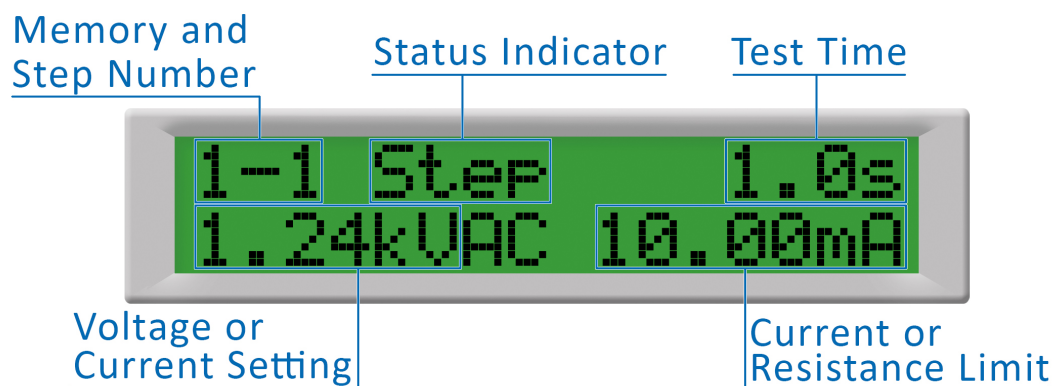 Memory and
Step Number
Status Indicator
Test Time
1-1 Step 1.0s
1.24kVAC 10.00mA
Voltage or
Current Setting
Current or
Resistance Limit